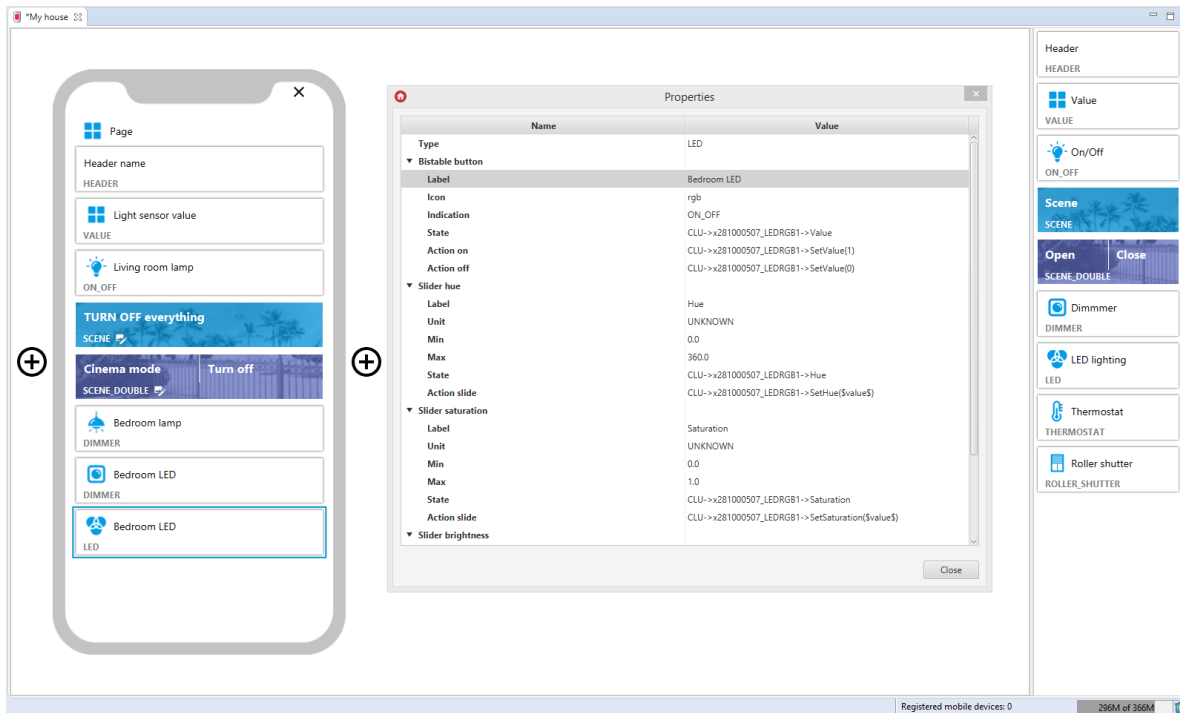 *My house
Page
Header name
HEADER
Light sensor value
VALUE
Living room lamp
ON_OFF
TURN OFF everything
SCENE
Cinema mode Turn off
SCENE_DOUBLE
Bedroom lamp
DIMMER
Bedroom LED
DIMMER
Bedroom LED
LED
Properties
Name Value
Type LED
Bistable button
Label Bedroom LED
Icon rgb
Indication ON_OFF
State CLU->x281000507_LEDRGB1->Value
Action on CLU->x281000507_LEDRGB1->SetValue(1)
Action off CLU->x281000507_LEDRGB1->SetValue(0)
Slider hue
Label Hue
Unit UNKNOWN
Min 0.0
Max 360.0
State CLU->x281000507_LEDRGB1->Hue
Action slide CLU->x281000507_LEDRGB1->SetHue($value$)
Slider saturation
Label Saturation
Unit UNKNOWN
Min 0.0
Max 1.0
State CLU->x281000507_LEDRGB1->Saturation
Action slide CLU->x281000507_LEDRGB1->SetSaturation($value$)
Slider brightness
Close
Header
HEADER
Value
VALUE
On/Off
ON_OFF
Scene
SCENE
Open Close
SCENE_DOUBLE
Dimmmer
DIMMER
LED lighting
LED
Thermostat
THERMOSTAT
Roller shutter
ROLLER_SHUTTER
Registered mobile devices: 0
296M of 366M